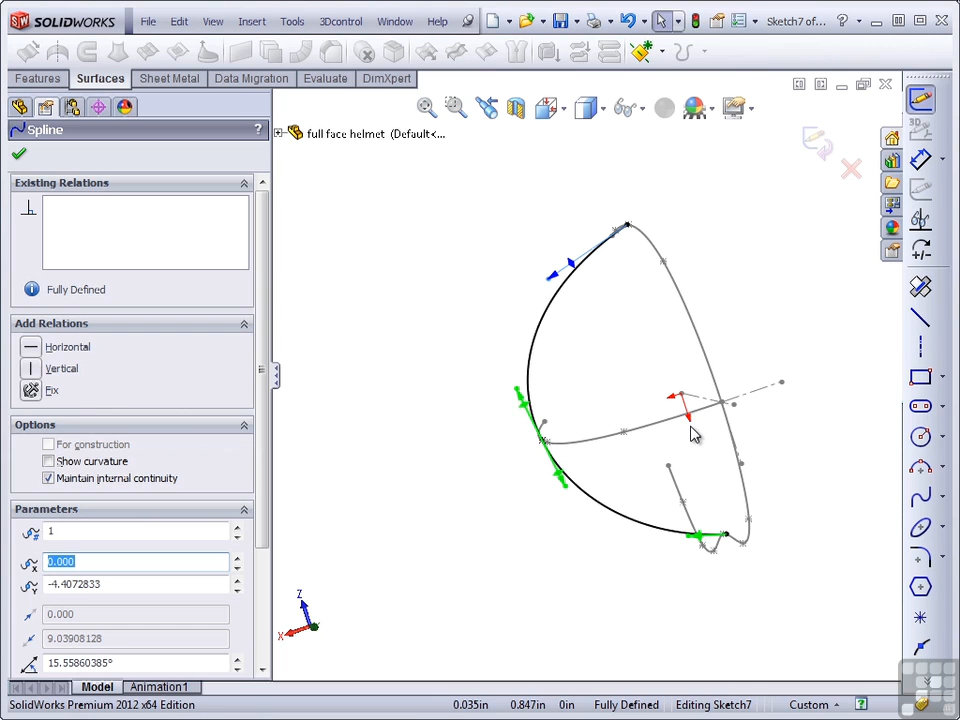 SOLIDWORKS File Edit View Insert Tools 3Dcontrol Window Help Sketch7 of... ?
Features Surfaces Sheet Metal Data Migration Evaluate DimXpert
Spline ?
full face helmet (Default<...
3D
Existing Relations
Fully Defined
Add Relations
Horizontal
Vertical
Fix
Options
For construction
Show curvature
Maintain internal continuity
Parameters
1
0.000
-4.4072833
0.000
9.03908128
15.55860385°
Z
X
Model Animation1
SolidWorks Premium 2012 x64 Edition 0.035in 0.847in 0in Fully Defined Editing Sketch7 Custom ?